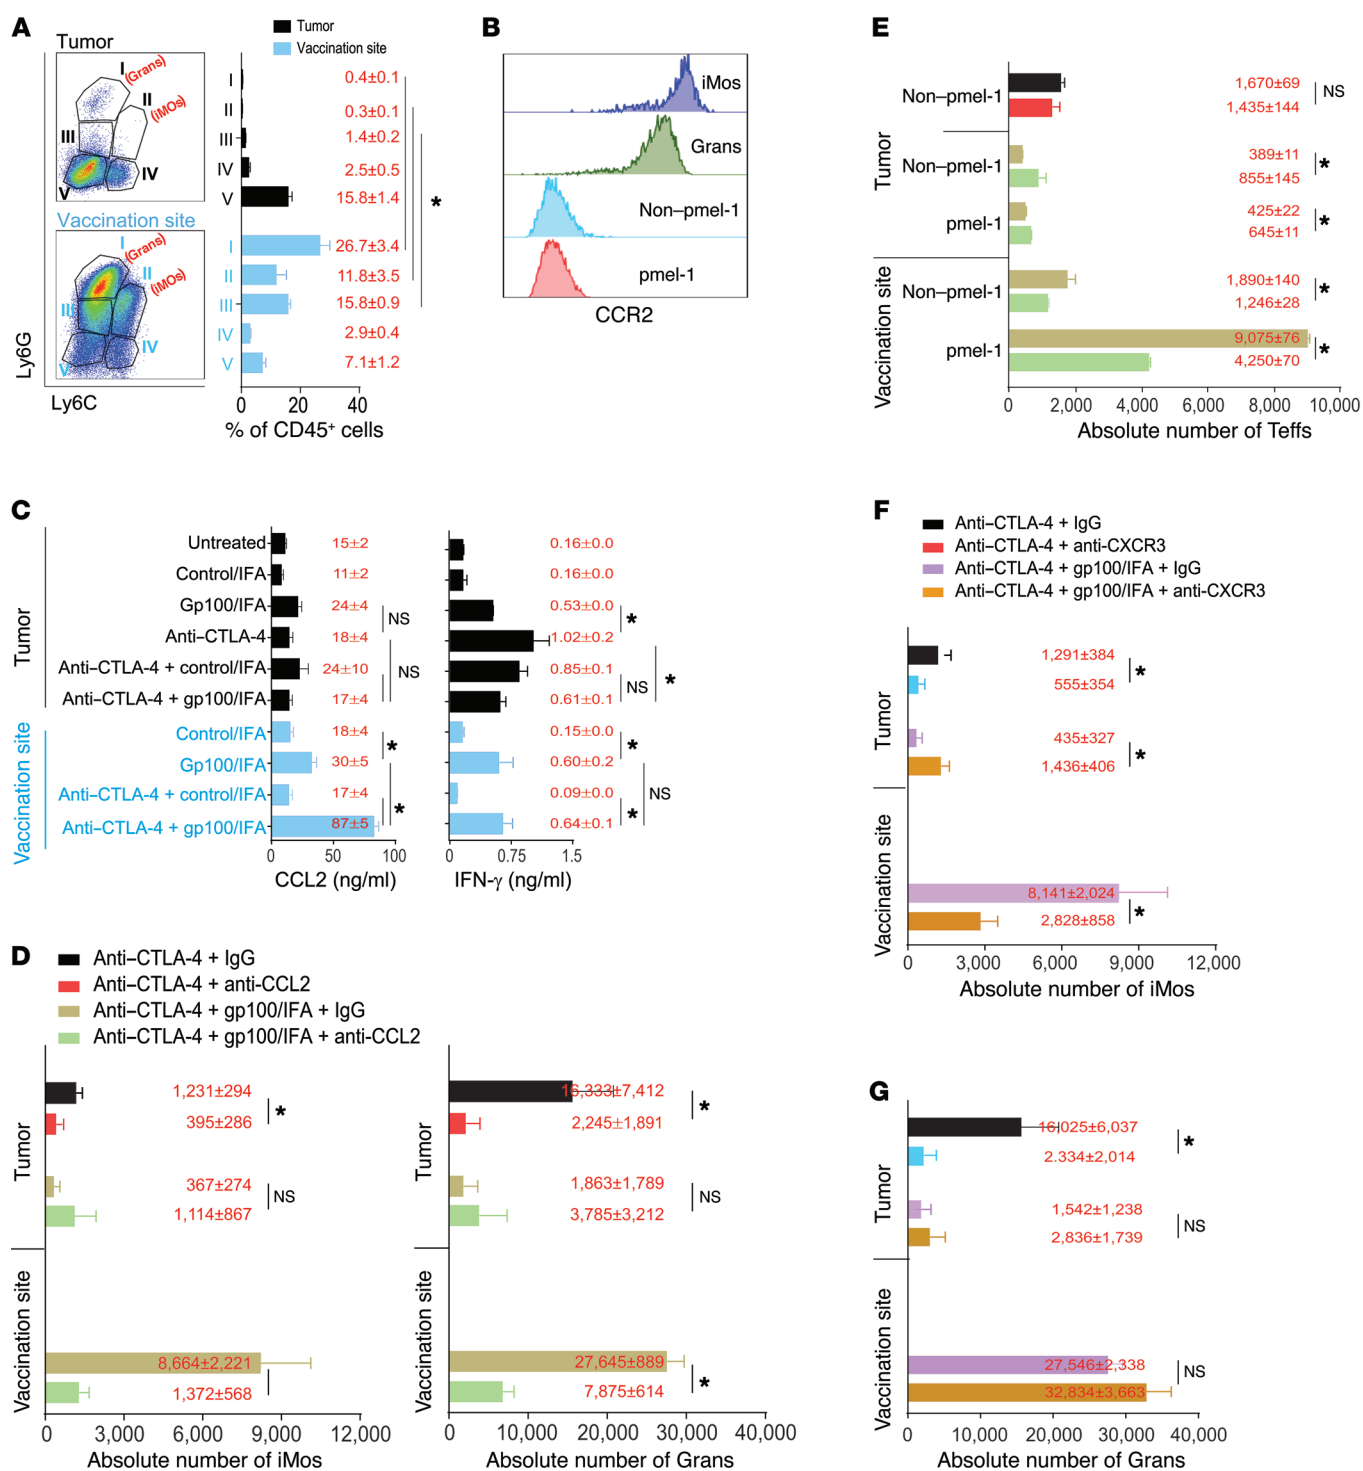 A
Tumor
Vaccination site
Tumor
I
(Grans)
II
(iMOs)
III
IV
V
Vaccination site
I
(Grans)
II
(iMOs)
III
IV
V
Ly6G
Ly6C
I 0.4±0.1
II 0.3±0.1
III 1.4±0.2
IV 2.5±0.5
V 15.8±1.4
*
I 26.7±3.4
II 11.8±3.5
III 15.8±0.9
IV 2.9±0.4
V 7.1±1.2
0 20 40
% of CD45+ cells
B
iMos
Grans
Non–pmel-1
pmel-1
CCR2
E
Tumor
Non–pmel-1
1,670±69
1,435±144
NS
Non–pmel-1
389±11
855±145
*
pmel-1
425±22
645±11
*
Vaccination site
Non–pmel-1
1,890±140
1,246±28
*
pmel-1
9,075±76
4,250±70
*
0 2,000 4,000 6,000 8,000 10,000
Absolute number of Teffs
C
Tumor
Untreated 15±2 0.16±0.0
Control/IFA 11±2 0.16±0.0
Gp100/IFA 24±4 0.53±0.0
NS *
Anti–CTLA-4 18±4 1.02±0.2
Anti–CTLA-4 + control/IFA 24±10 0.85±0.1
NS NS *
Anti–CTLA-4 + gp100/IFA 17±4 0.61±0.1
Vaccination site
Control/IFA 18±4 0.15±0.0
* *
Gp100/IFA 30±5 0.60±0.2
Anti–CTLA-4 + control/IFA 17±4 0.09±0.0
NS
* *
Anti–CTLA-4 + gp100/IFA 87±5 0.64±0.1
0 50 100
CCL2 (ng/ml)
0 0.75 1.5
IFN-γ (ng/ml)
F
Anti–CTLA-4 + IgG
Anti–CTLA-4 + anti-CXCR3
Anti–CTLA-4 + gp100/IFA + IgG
Anti–CTLA-4 + gp100/IFA + anti-CXCR3
Tumor
1,291±384
555±354
*
435±327
1,436±406
*
Vaccination site
8,141±2,024
2,828±858
*
0 3,000 6,000 9,000 12,000
Absolute number of iMos
D
Anti–CTLA-4 + IgG
Anti–CTLA-4 + anti-CCL2
Anti–CTLA-4 + gp100/IFA + IgG
Anti–CTLA-4 + gp100/IFA + anti-CCL2
Tumor
1,231±294
395±286
*
367±274
1,114±867
NS
Vaccination site
8,664±2,221
1,372±568
0 3,000 6,000 9,000 12,000
Absolute number of iMos
Tumor
16,333±7,412
2,245±1,891
*
1,863±1,789
3,785±3,212
NS
Vaccination site
27,645±889
7,875±614
*
0 10,000 20,000 30,000 40,000
Absolute number of Grans
G
Tumor
16,025±6,037
2.334±2,014
*
1,542±1,238
2,836±1,739
NS
Vaccination site
27,546±2,338
32,834±3,663
NS
0 10,000 20,000 30,000 40,000
Absolute number of Grans